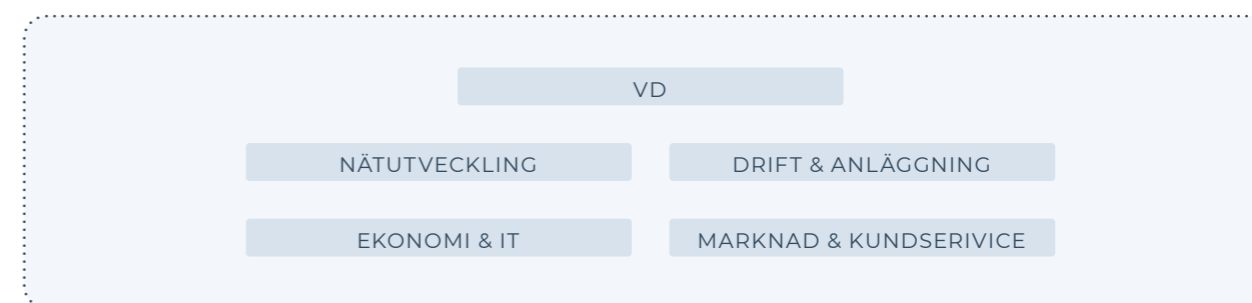 VD
NÄTUTVECKLING
DRIFT & ANLÄGGNING
EKONOMI & IT
MARKNAD & KUNDSERIVICE